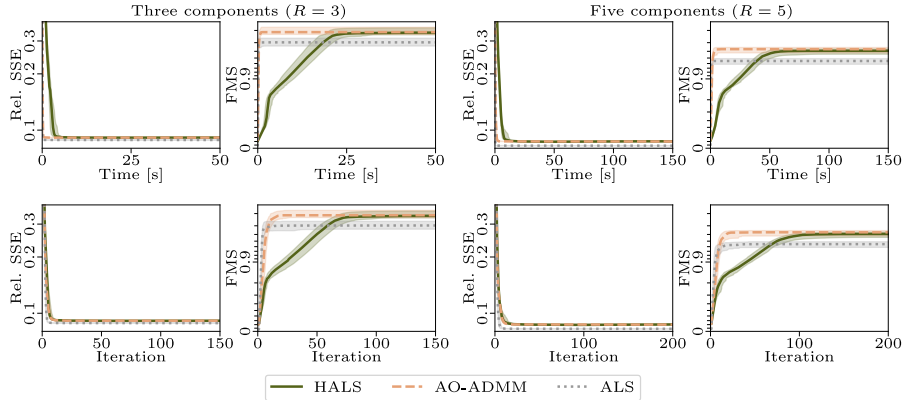 Three components (R = 3)
Five components (R = 5)
Rel. SSE
0.3
0.2
0.1
0
25
50
Time [s]
FMS
0.9
0
0
25
50
Time [s]
Rel. SSE
0.3
0.2
0.1
0
50
100
150
Time [s]
FMS
0.9
0
0
50
100
150
Time [s]
Rel. SSE
0.3
0.2
0.1
0
50
100
150
Iteration
FMS
0.9
0
0
50
100
150
Iteration
Rel. SSE
0.3
0.2
0.1
0
100
200
Iteration
FMS
0.9
0
0
100
200
Iteration
HALS
AO-ADMM
ALS